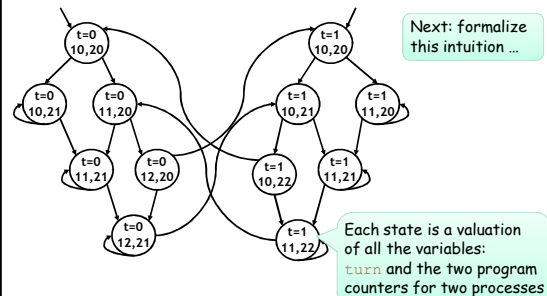 t=0
10,20
t=1
10,20
Next: formalize
this intuition …
t=0
10,21
t=0
11,20
t=1
10,21
t=1
11,20
t=0
11,21
t=0
12,20
t=1
10,22
t=1
11,21
t=0
12,21
t=1
11,22
Each state is a valuation
of all the variables:
turn and the two program
counters for two processes